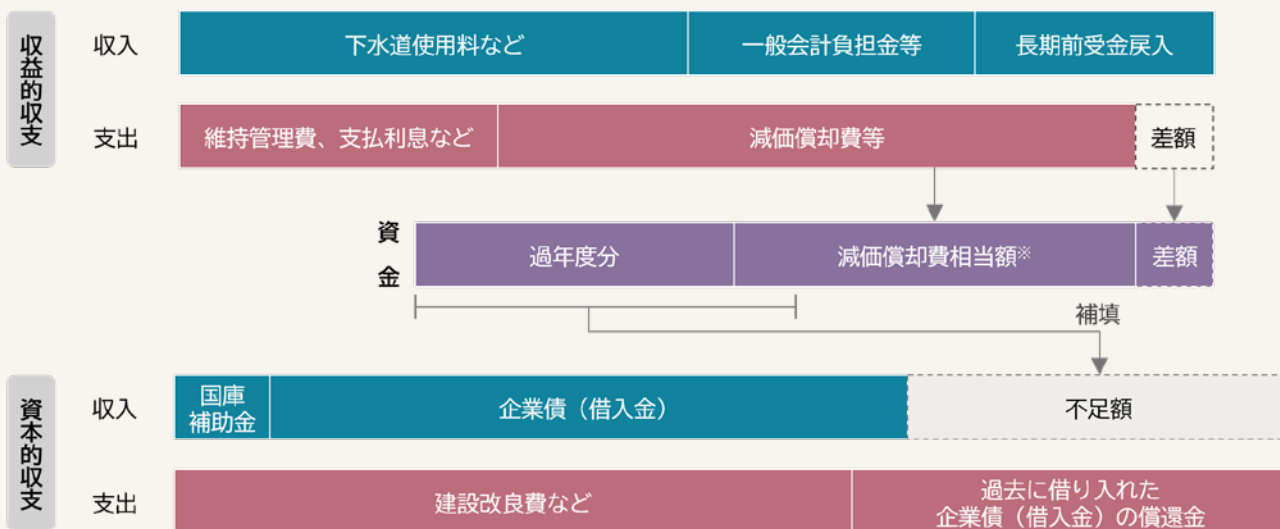 収益的収支
収入
下水道使用料など
一般会計負担金等
長期前受金戻入
支出
維持管理費、支払利息など
減価償却費等
差額
資金
過年度分
減価償却費相当額※
差額
補填
資本的収支
収入
国庫
補助金
企業債（借入金）
不足額
支出
建設改良費など
過去に借り入れた
企業債（借入金）の償還金